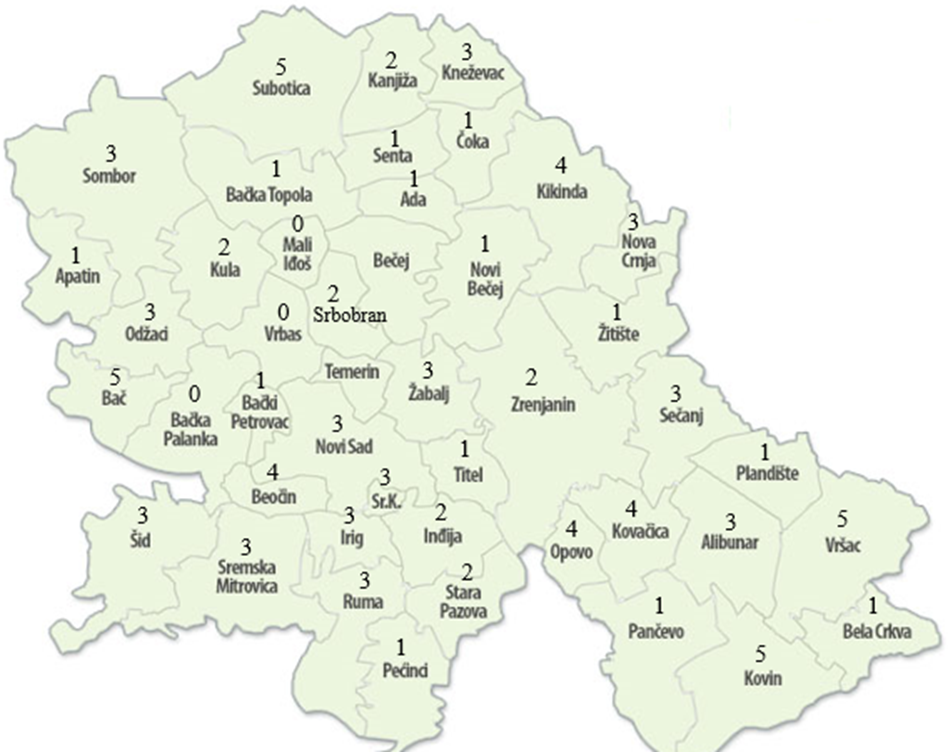 5
Subotica
2
Kanjiža
3
Kneževac
1
Čoka
1
Senta
3
Sombor
1
Bačka Topola
1
Ada
4
Kikinda
3
Nova
Crnja
0
Mali
Iđoš
2
Kula
1
Apatin
Bečej
1
Novi
Bečej
3
Odžaci
0
Vrbas
2
Srbobran
1
Žitište
5
Bač
0
Bačka
Palanka
1
Bački
Petrovac
Temerin
3
Žabalj
2
Zrenjanin
3
Sečanj
3
Novi Sad
1
Titel
1
Plandište
4
Beočin
3
Sr.K.
3
Šid
3
Sremska
Mitrovica
3
Irig
2
Inđija
4
Opovo
4
Kovačica
3
Alibunar
5
Vršac
3
Ruma
2
Stara
Pazova
1
Pančevo
1
Bela Crkva
1
Pećinci
5
Kovin